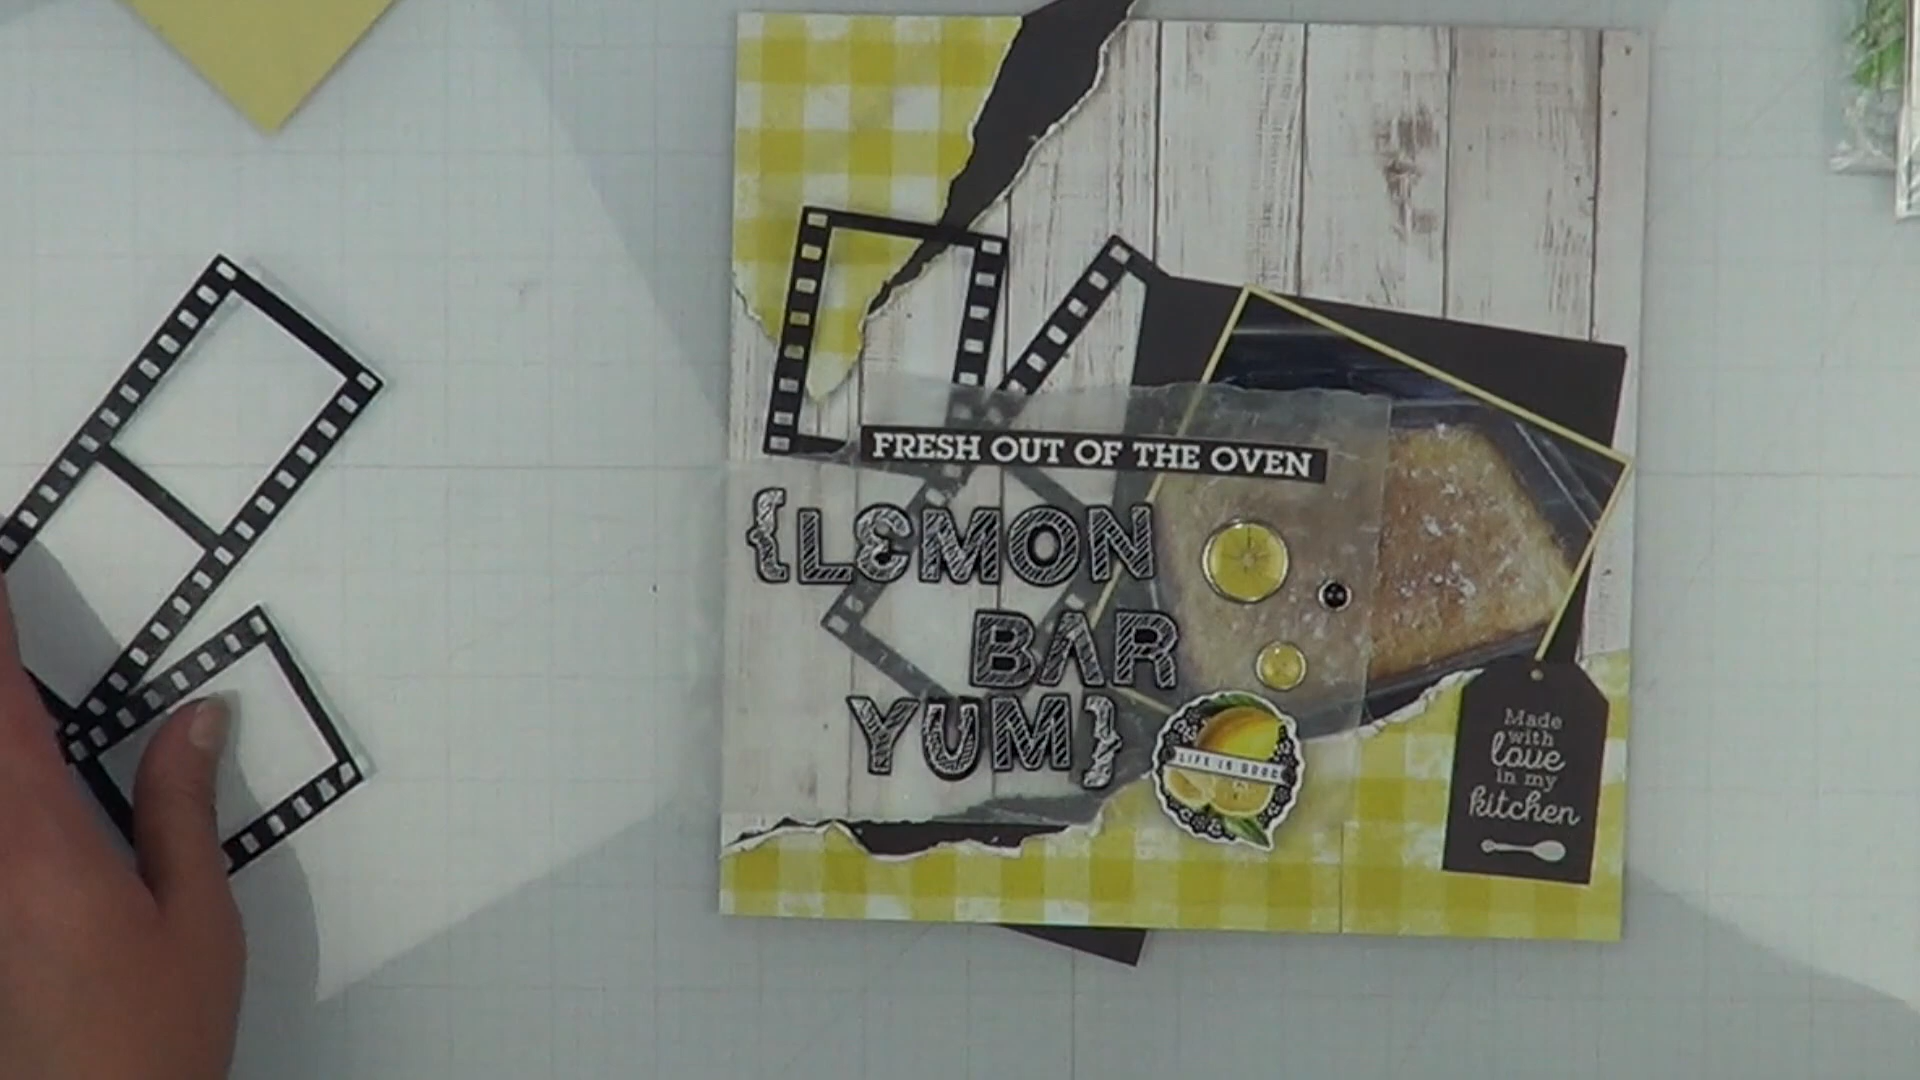 FRESH OUT OF THE OVEN
{LEMON
BAR
YUM}
LIFE IS GOOD
Made
with
love
in my
kitchen